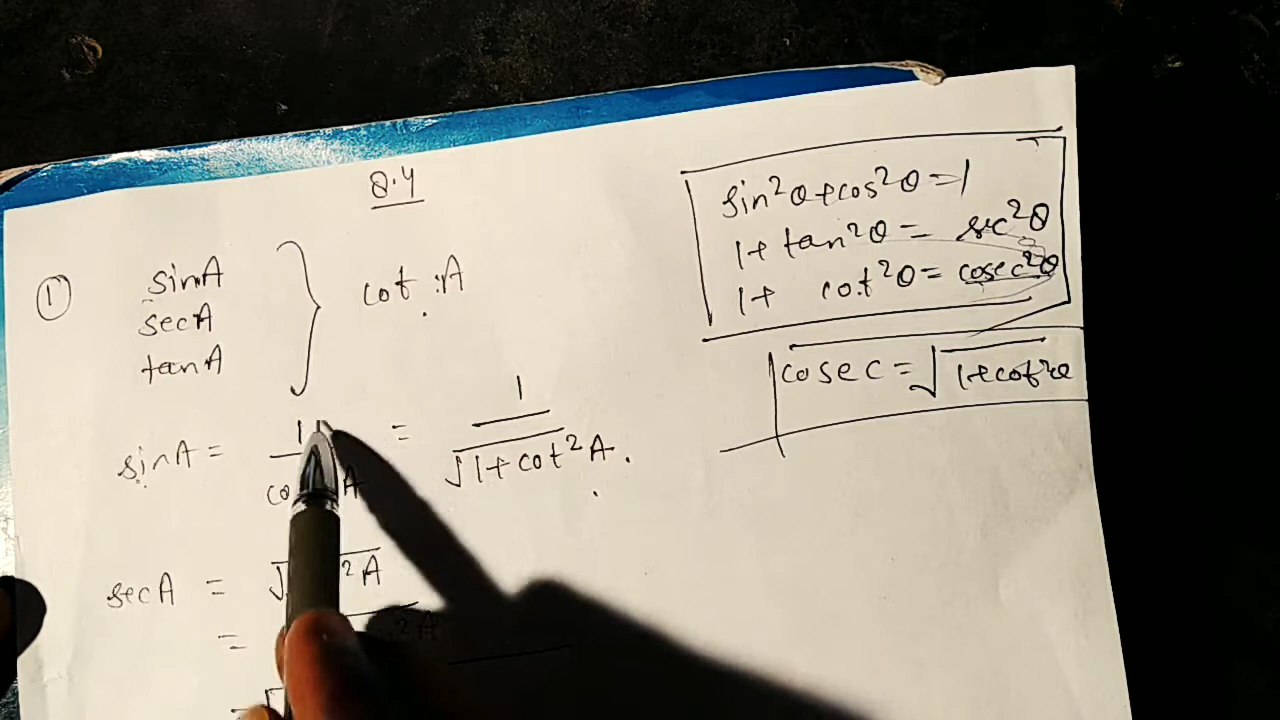 Q.4
① sinA
secA
tanA
cot A
sin²θ+cos²θ=1
1+tan²θ= sec²θ
1+ cot²θ= cosec²θ
cosec=√1+cot²θ
sinA = 1 = 1/√1+cot²A.
secA = √ ²A
=